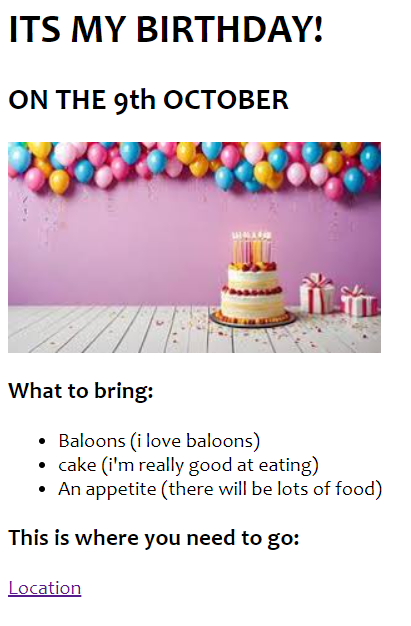 ITS MY BIRTHDAY!
ON THE 9th OCTOBER
What to bring:
• Baloons (i love baloons)
• cake (i'm really good at eating)
• An appetite (there will be lots of food)
This is where you need to go:
Location